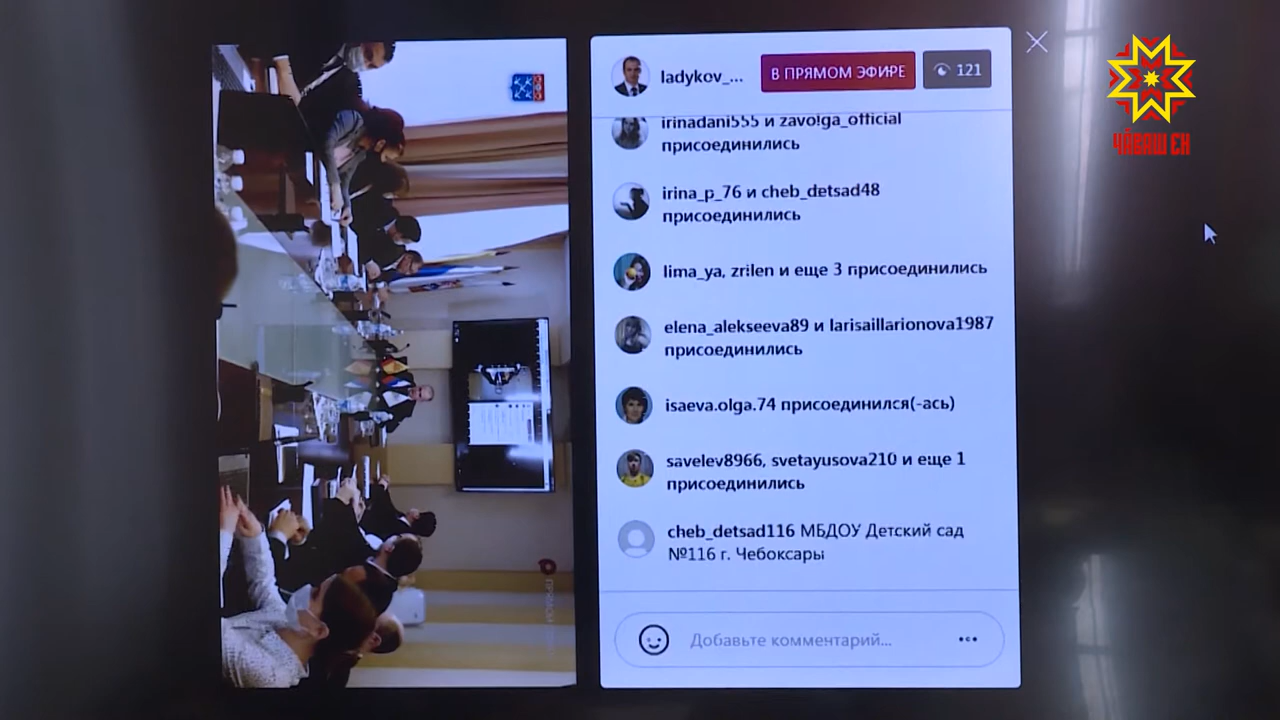 ladykov_...
В ПРЯМОМ ЭФИРЕ
121
irinadani555 и zavolga_official
присоединились
irina_p_76 и cheb_detsad48
присоединились
lima_ya, zrilen и еще 3 присоединились
elena_alekseeva89 и larisaillarionova1987
присоединились
isaeva.olga.74 присоединился(-ась)
savelev8966, svetayusova210 и еще 1
присоединились
cheb_detsad116 МБДОУ Детский сад
№116 г. Чебоксары
Добавьте комментарий...
ЧӐВАШ ЕН